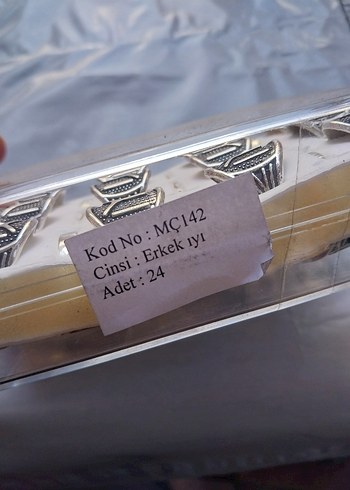 Kod No : MÇ142
Cinsi : Erkek ıyı
Adet : 24